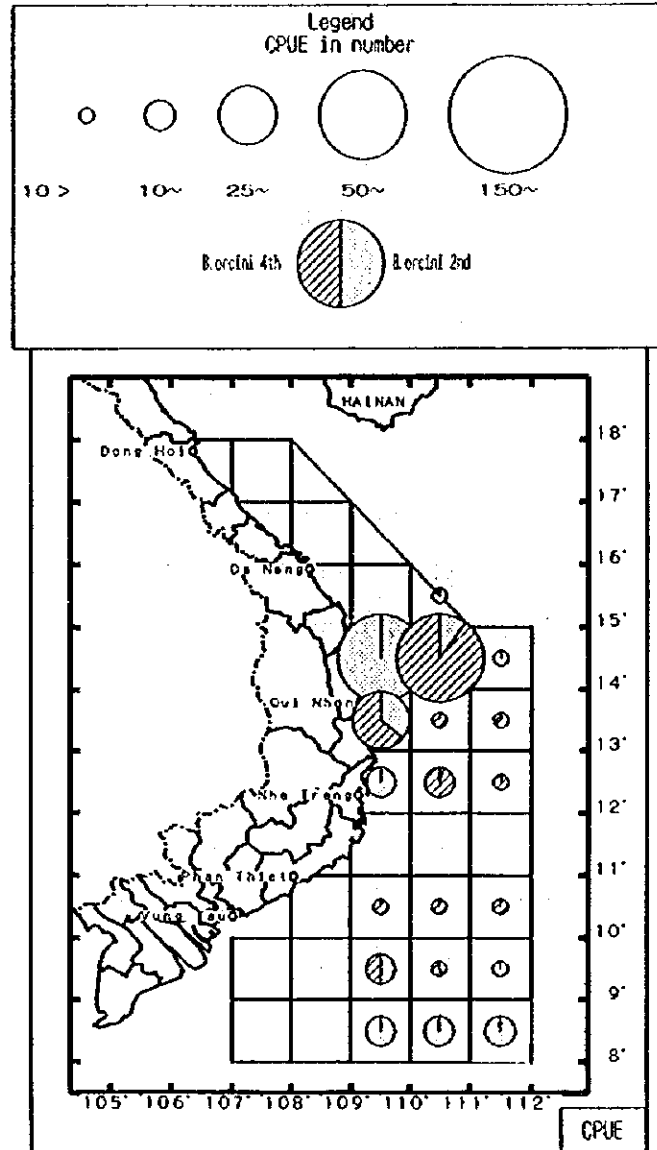 Legend
CPUE in number
10 > 10~ 25~ 50~ 150~
B.orcini 4th B.orcini 2nd
HAINAN
18°
Dong Hoi
17°
16°
Da Nang
15°
14°
Qui Nhon
13°
Nha Trang
12°
11°
Phan Thiet
Vung Tau
10°
9°
8°
105° 106° 107° 108° 109° 110° 111° 112°
CPUE